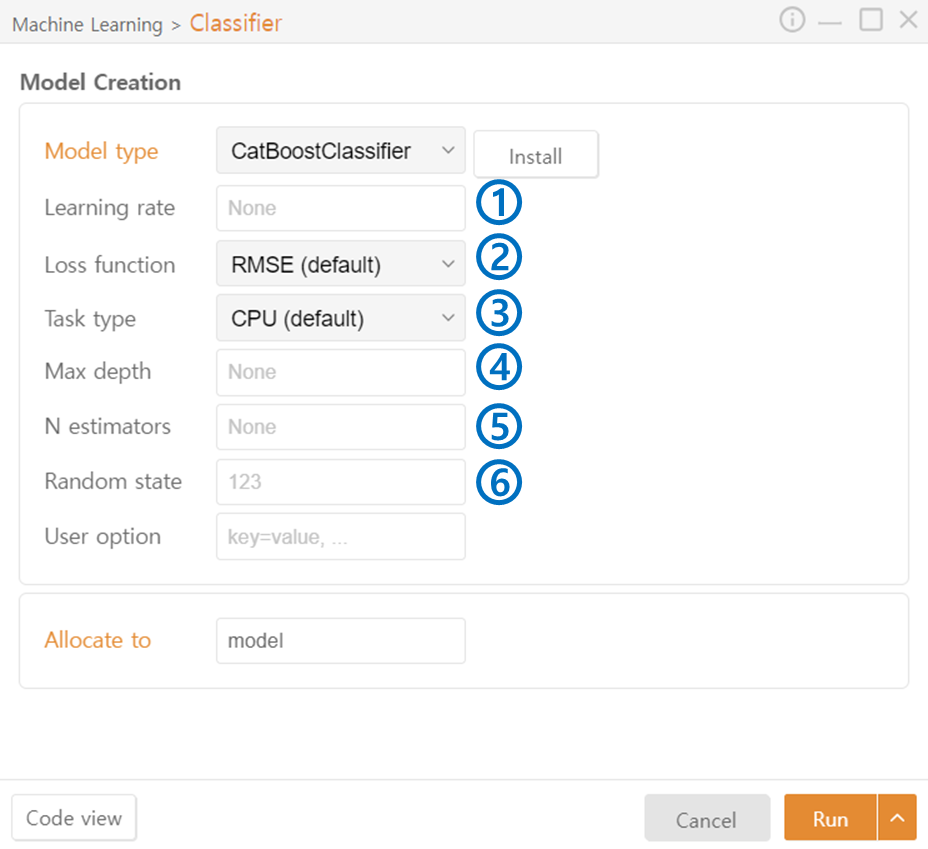 Machine Learning > Classifier
Model Creation
Model type CatBoostClassifier Install
Learning rate None ①
Loss function RMSE (default) ②
Task type CPU (default) ③
Max depth None ④
N estimators None ⑤
Random state 123 ⑥
User option key=value, ...
Allocate to model
Code view Cancel Run